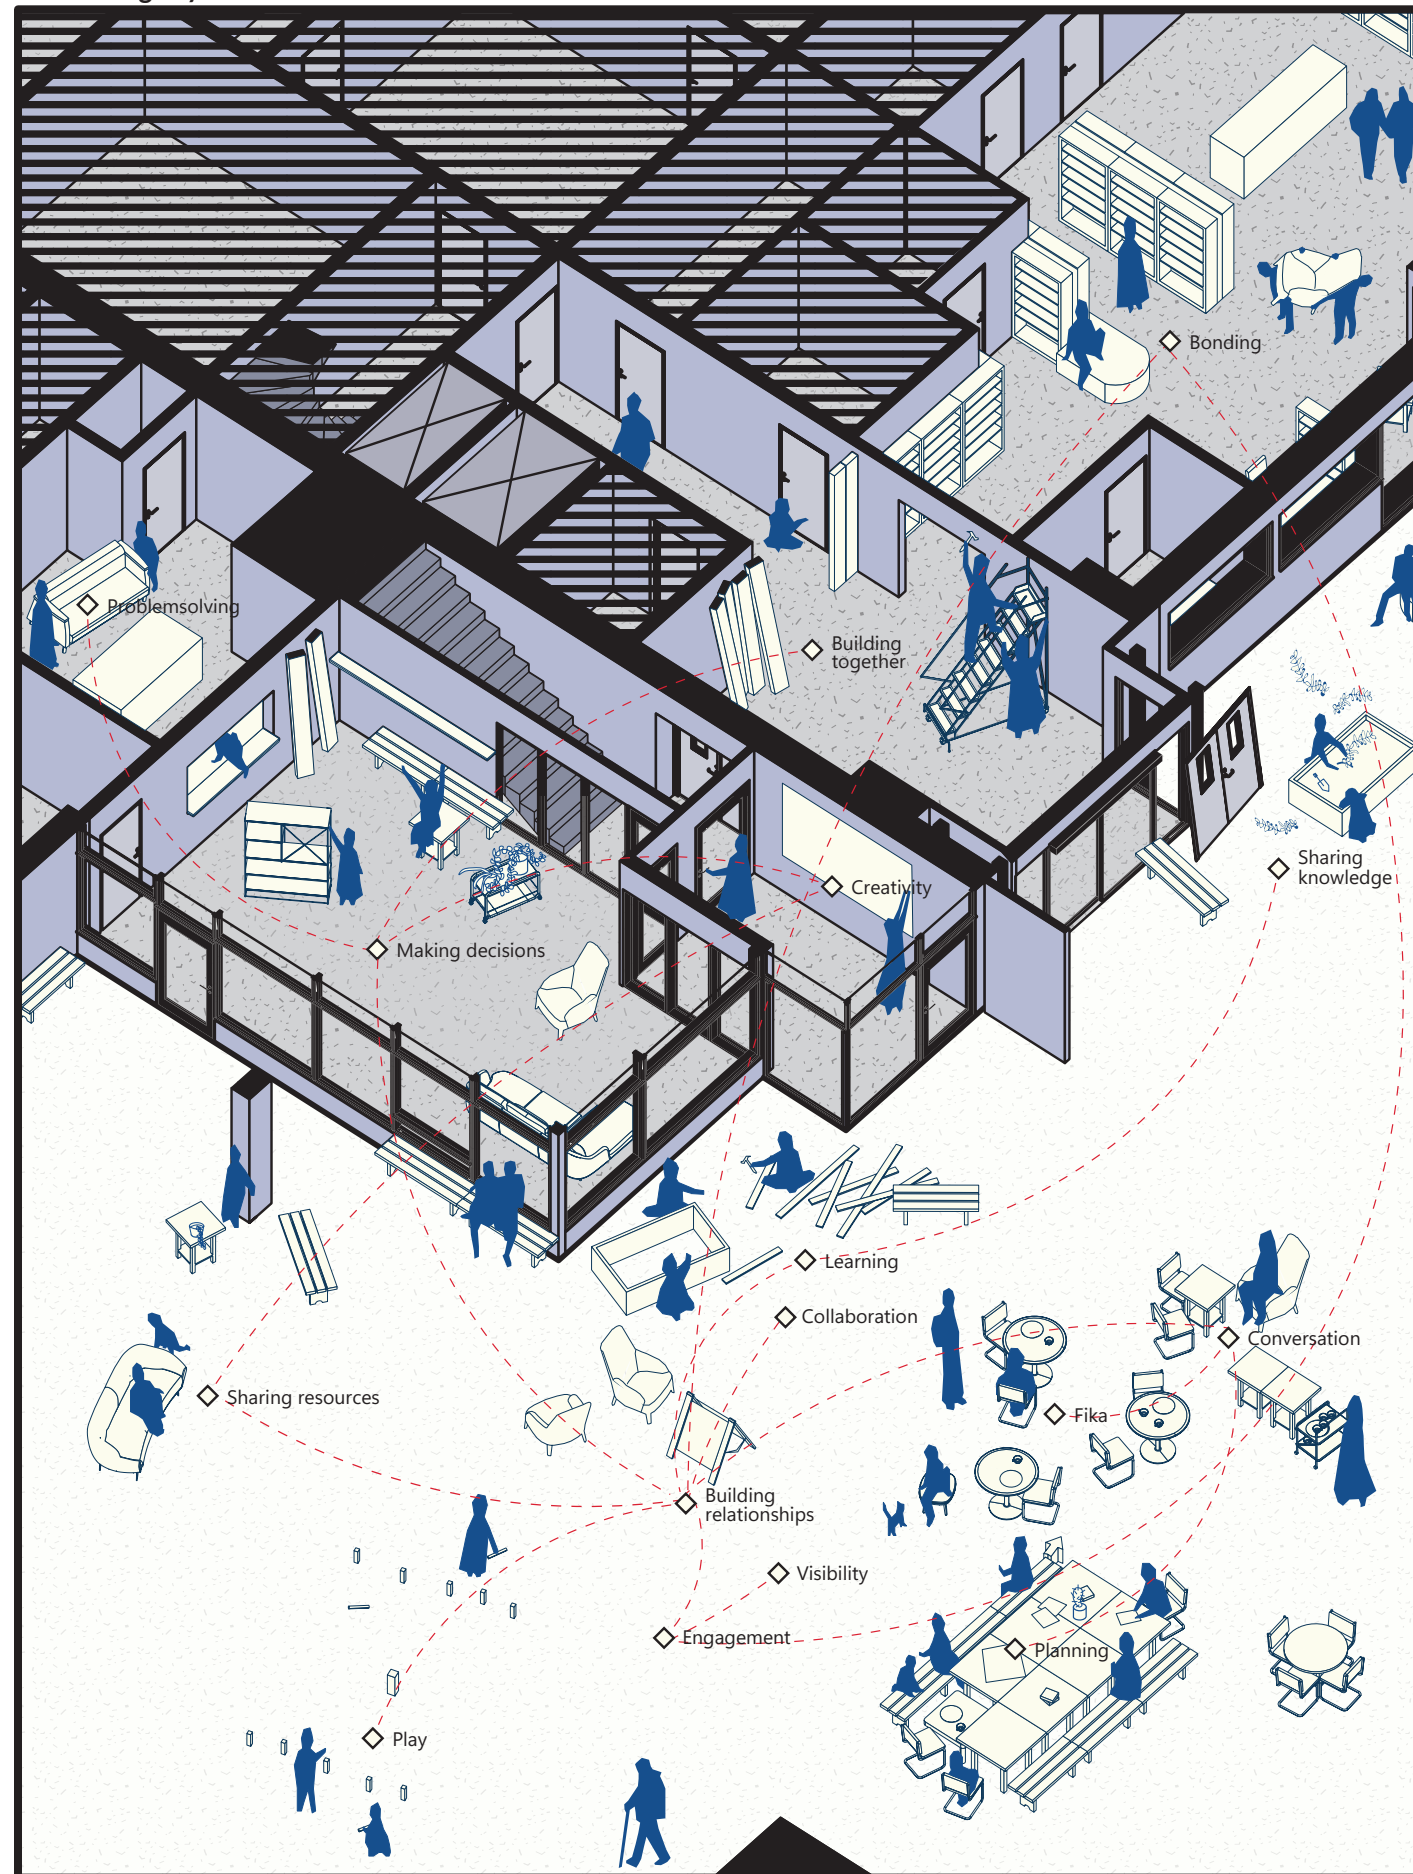 Bonding
Problemsolving
Building
together
Sharing
knowledge
Creativity
Making decisions
Learning
Collaboration
Conversation
Sharing resources
Fika
Building
relationships
Visibility
Engagement
Planning
Play